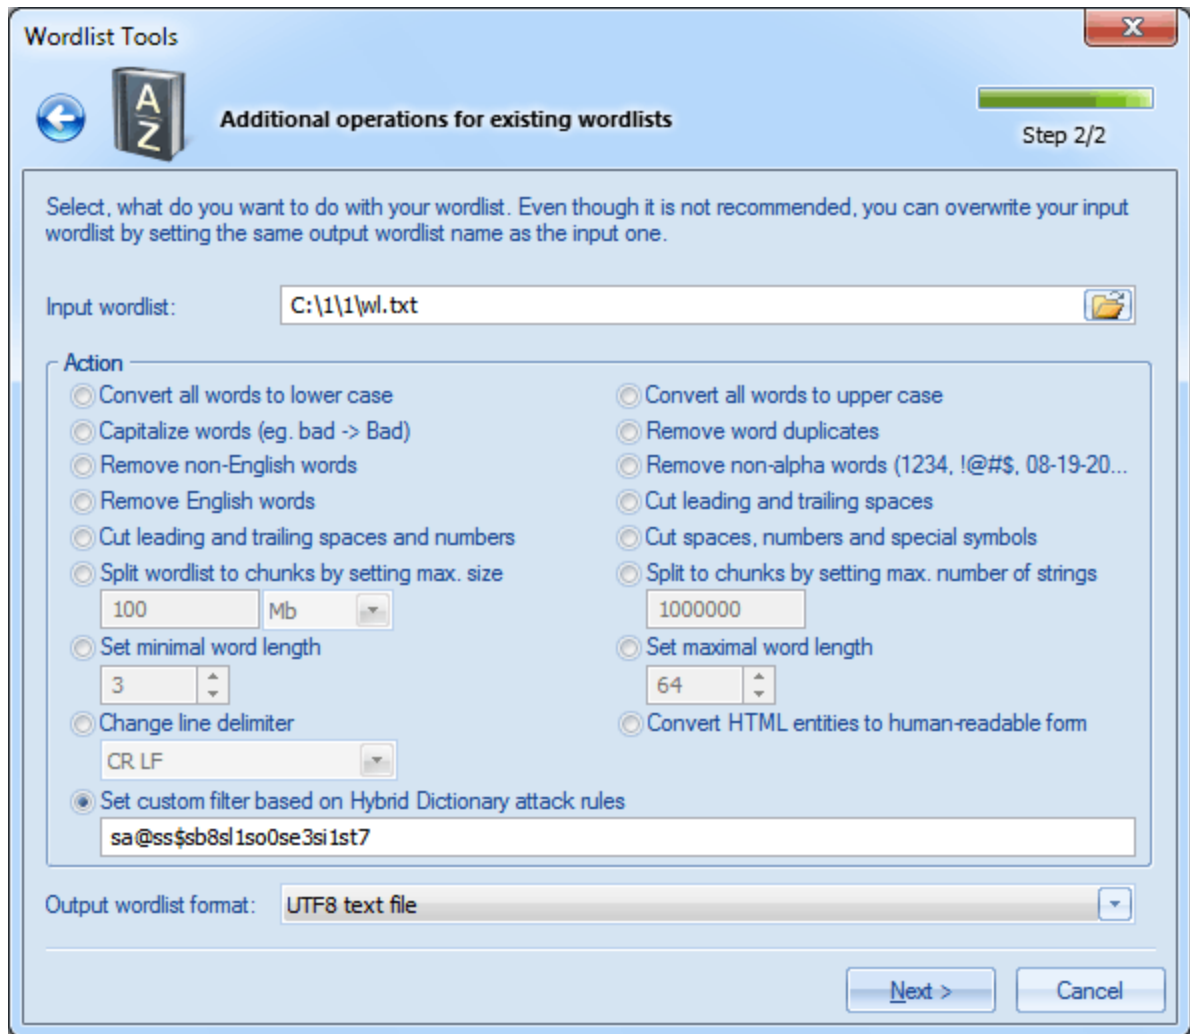 Wordlist Tools
Additional operations for existing wordlists
Step 2/2
Select, what do you want to do with your wordlist. Even though it is not recommended, you can overwrite your input
wordlist by setting the same output wordlist name as the input one.
Input wordlist: C:\1\1\wl.txt
Action
Convert all words to lower case Convert all words to upper case
Capitalize words (eg. bad -> Bad) Remove word duplicates
Remove non-English words Remove non-alpha words (1234, !@#$, 08-19-20...
Remove English words Cut leading and trailing spaces
Cut leading and trailing spaces and numbers Cut spaces, numbers and special symbols
Split wordlist to chunks by setting max. size Split to chunks by setting max. number of strings
100 Mb 1000000
Set minimal word length Set maximal word length
3 64
Change line delimiter Convert HTML entities to human-readable form
CR LF
Set custom filter based on Hybrid Dictionary attack rules
sa@ss$sb8sl1so0se3si1st7
Output wordlist format: UTF8 text file
Next > Cancel
A
Z